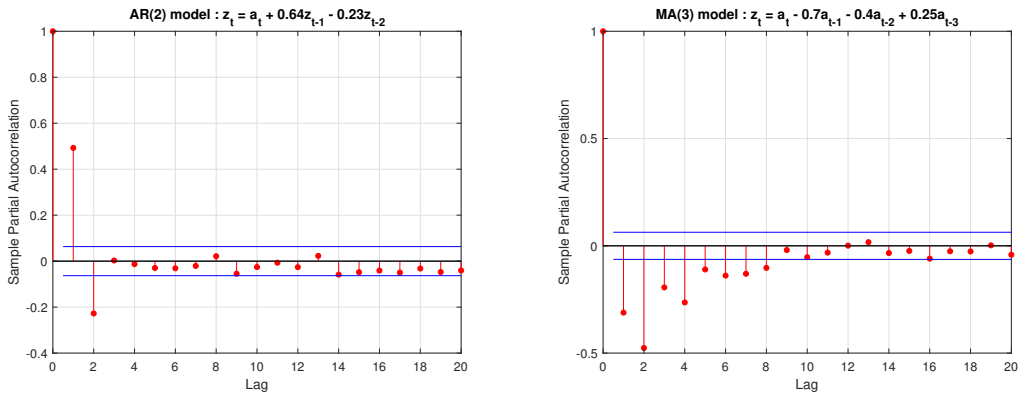 AR(2) model : z_t = a_t + 0.64z_{t-1} - 0.23z_{t-2}
Sample Partial Autocorrelation
1
0.8
0.6
0.4
0.2
0
-0.2
-0.4
0 2 4 6 8 10 12 14 16 18 20
Lag
MA(3) model : z_t = a_t - 0.7a_{t-1} - 0.4a_{t-2} + 0.25a_{t-3}
Sample Partial Autocorrelation
1
0.5
0
-0.5
0 2 4 6 8 10 12 14 16 18 20
Lag